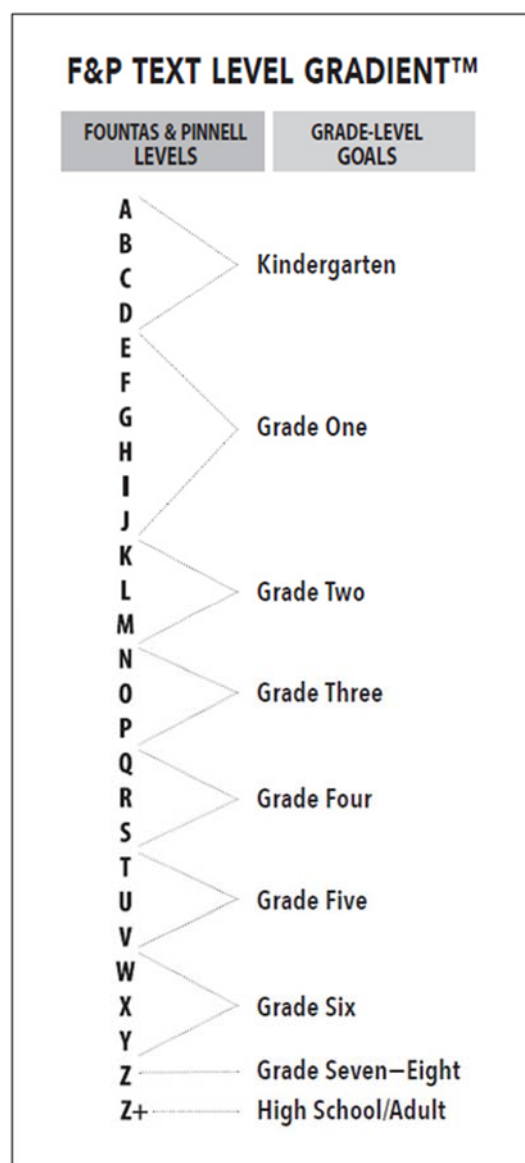 F&P TEXT LEVEL GRADIENT™
FOUNTAS & PINNELL
LEVELS
GRADE-LEVEL
GOALS
A
B
C
D
Kindergarten
E
F
G
H
I
J
Grade One
K
L
M
Grade Two
N
O
P
Grade Three
Q
R
S
Grade Four
T
U
V
Grade Five
W
X
Y
Grade Six
Z
Grade Seven–Eight
Z+
High School/Adult